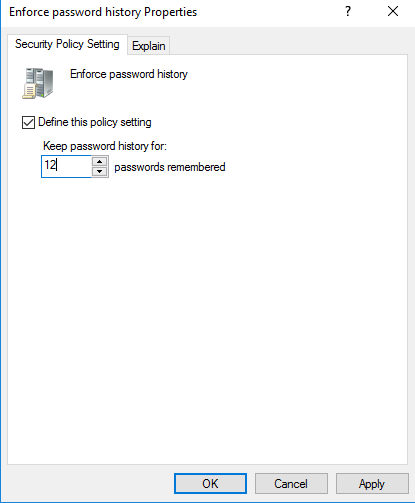 Enforce password history Properties
?
Security Policy Setting
Explain
Enforce password history
Define this policy setting
Keep password history for:
12
passwords remembered
OK
Cancel
Apply